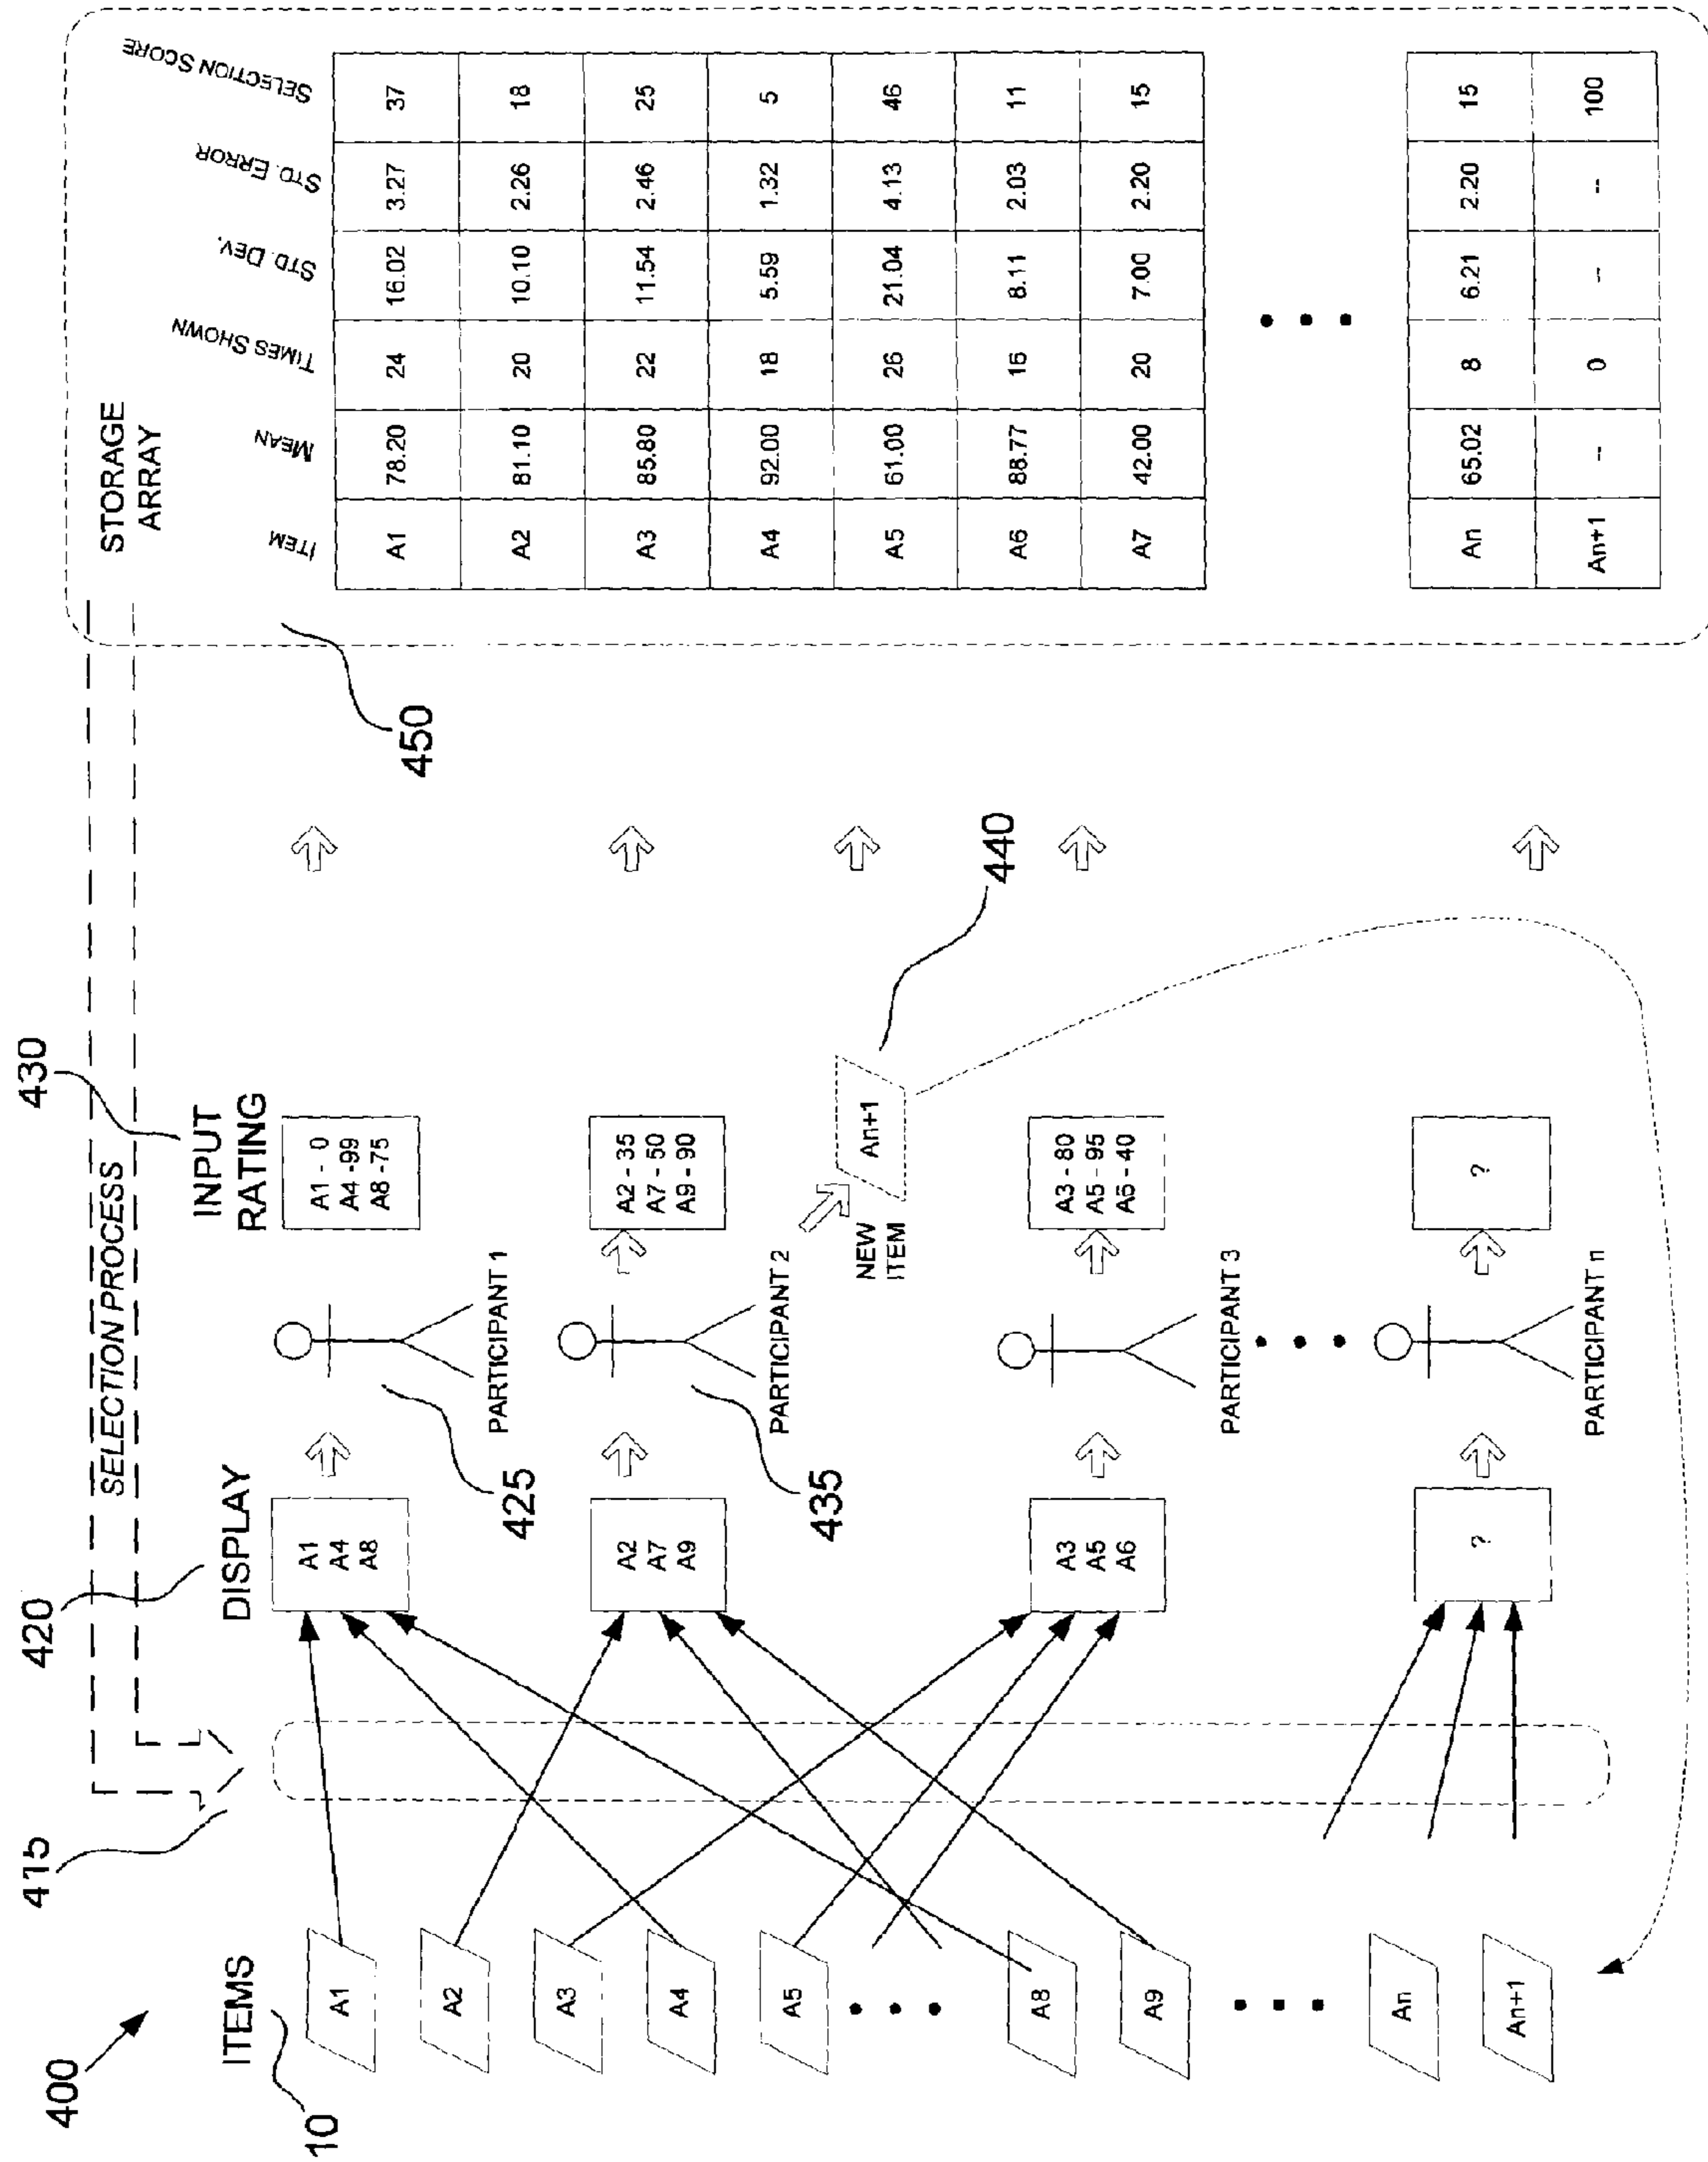 400
10
ITEMS
A1
A2
A3
A4
A5
A8
A9
An
An+1
415
SELECTION PROCESS
420
DISPLAY
A1
A4
A8
A2
A7
A9
A3
A5
A6
?
425
PARTICIPANT 1
435
PARTICIPANT 2
PARTICIPANT 3
PARTICIPANT n
430
INPUT
RATING
A1 - 0
A4 -99
A8 -75
A2 - 35
A7 - 50
A9 - 90
NEW
ITEM
An+1
440
A3 - 80
A5 - 95
A6 - 40
?
450
STORAGE
ARRAY
ITEM MEAN TIMES SHOWN STD. DEV. STD. ERROR SELECTION SCORE
A1 78.20 24 16.02 3.27 37
A2 81.10 20 10.10 2.26 18
A3 85.80 22 11.54 2.46 25
A4 92.00 18 5.59 1.32 5
A5 61.00 26 21.04 4.13 46
A6 88.77 16 8.11 2.03 11
A7 42.00 20 7.00 2.20 15
An 65.02 8 6.21 2.20 15
An+1 -- 0 -- -- 100